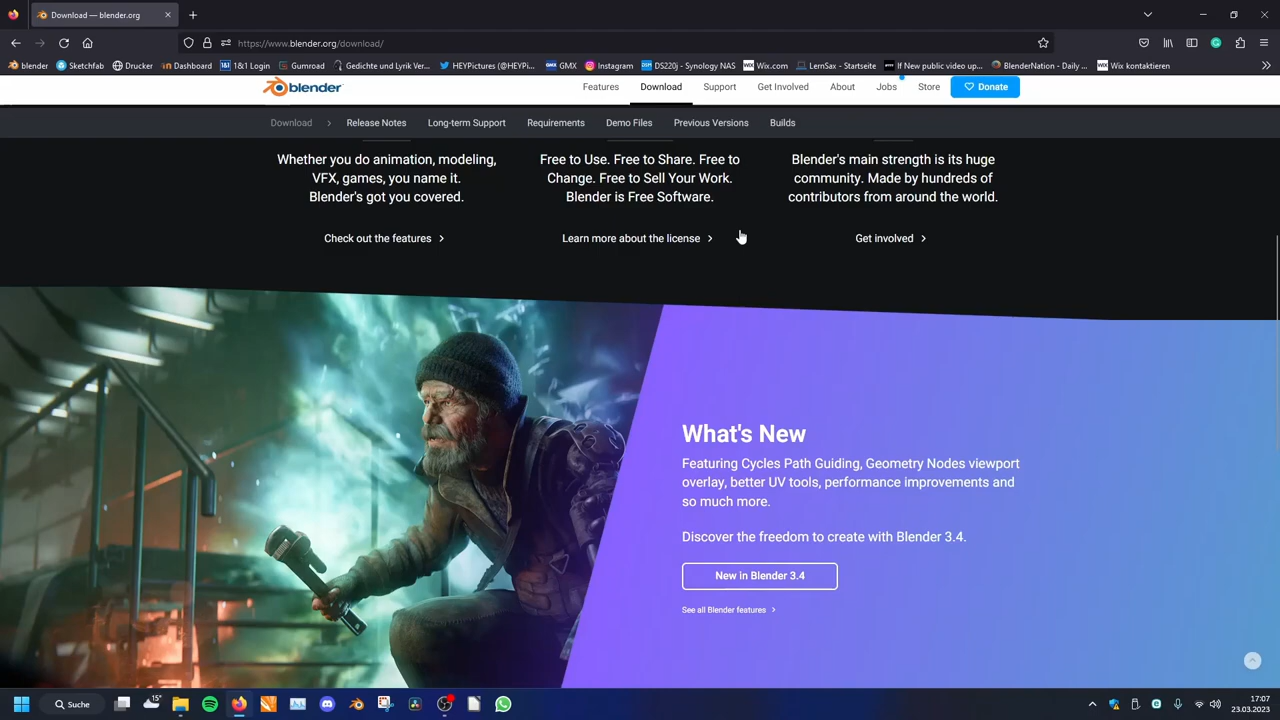 Download — blender.org
https://www.blender.org/download/
blender
Sketchfab
Drucker
Dashboard
1&1 Login
Gumroad
Gedichte und Lyrik Ver...
HEYPictures (@HEYPi...
GMX
Instagram
DS220j - Synology NAS
Wix.com
LernSax – Startseite
If New public video up...
BlenderNation - Daily ...
Wix kontaktieren
blender
Features
Download
Support
Get Involved
About
Jobs
Store
Donate
Download
Release Notes
Long-term Support
Requirements
Demo Files
Previous Versions
Builds
Whether you do animation, modeling,
VFX, games, you name it.
Blender's got you covered.
Check out the features
Free to Use. Free to Share. Free to
Change. Free to Sell Your Work.
Blender is Free Software.
Learn more about the license
Blender's main strength is its huge
community. Made by hundreds of
contributors from around the world.
Get involved
What's New
Featuring Cycles Path Guiding, Geometry Nodes viewport
overlay, better UV tools, performance improvements and
so much more.
Discover the freedom to create with Blender 3.4.
New in Blender 3.4
See all Blender features
Suche
15°
17:07
23.03.2023